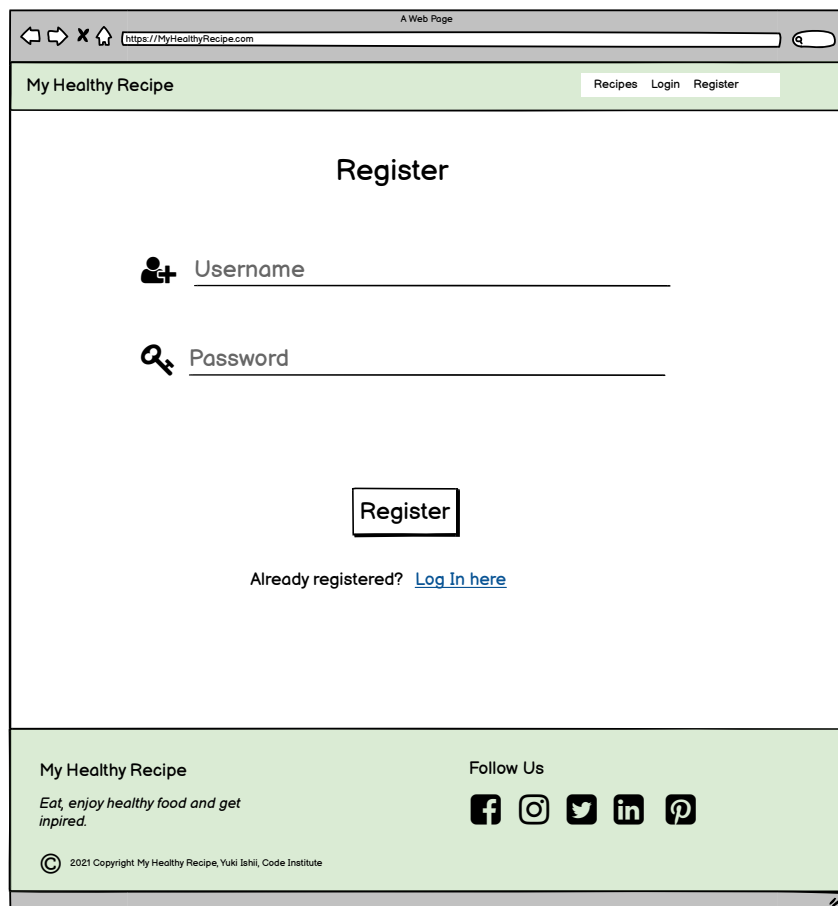 A Web Page
https://MyHealthyRecipe.com
My Healthy Recipe
Recipes Login Register
Register
Username
Password
Register
Already registered? Log In here
My Healthy Recipe
Follow Us
Eat, enjoy healthy food and get
inpired.
© 2021 Copyright My Healthy Recipe, Yuki Ishii, Code Institute